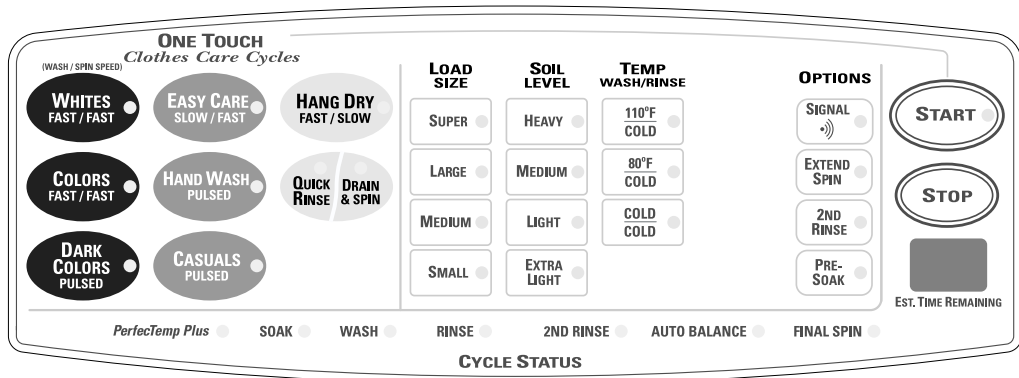 ONE TOUCH
Clothes Care Cycles
(WASH / SPIN SPEED)
WHITES
FAST / FAST
EASY CARE
SLOW / FAST
HANG DRY
FAST / SLOW
COLORS
FAST / FAST
HAND WASH
PULSED
QUICK
RINSE
DRAIN
& SPIN
DARK
COLORS
PULSED
CASUALS
PULSED
LOAD
SIZE
SUPER
LARGE
MEDIUM
SMALL
SOIL
LEVEL
HEAVY
MEDIUM
LIGHT
EXTRA
LIGHT
TEMP
WASH/RINSE
110°F
COLD
80°F
COLD
COLD
COLD
OPTIONS
SIGNAL
EXTEND
SPIN
2ND
RINSE
PRE-
SOAK
START
STOP
EST. TIME REMAINING
PerfecTemp Plus SOAK WASH RINSE 2ND RINSE AUTO BALANCE FINAL SPIN
CYCLE STATUS